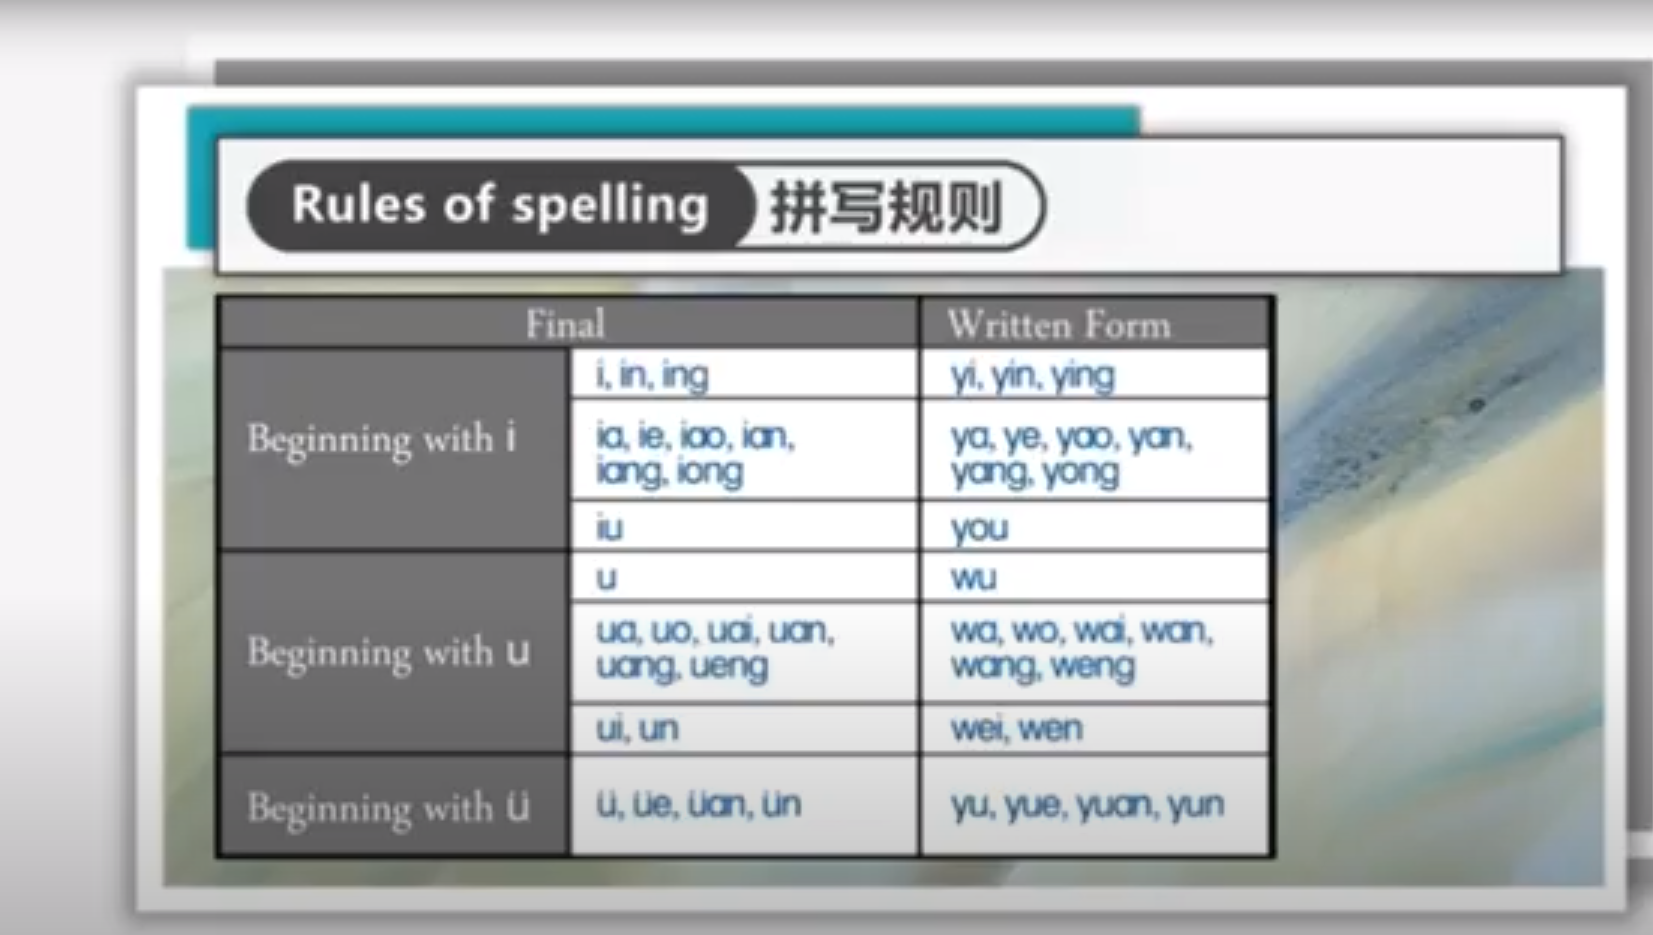 Rules of spelling 拼写规则
Final Written Form
Beginning with i
i, in, ing yi, yin, ying
ia, ie, iao, ian, ya, ye, yao, yan,
iang, iong yang, yong
iu you
Beginning with u
u wu
ua, uo, uai, uan, wa, wo, wai, wan,
uang, ueng wang, weng
ui, un wei, wen
Beginning with ü ü, üe, üan, ün yu, yue, yuan, yun